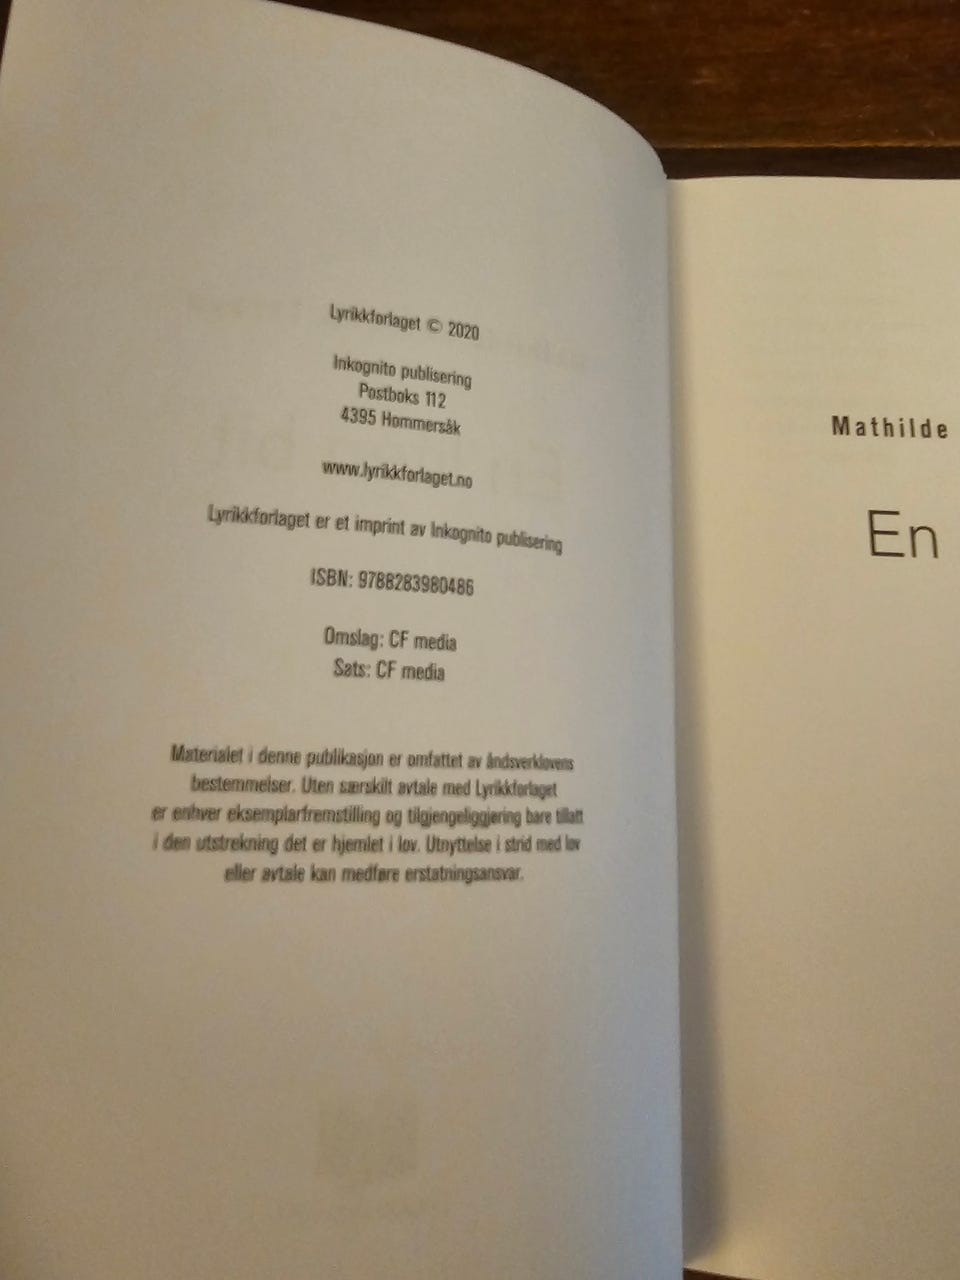 Lyrikkforlaget © 2020
Inkognito publisering
Postboks 112
4395 Hommersåk
www.lyrikkforlaget.no
Lyrikkforlaget er et imprint av Inkognito publisering
ISBN: 9788283980486
Omslag: CF media
Sats: CF media
Materialet i denne publikasjon er omfattet av åndsverklovens
bestemmelser. Uten særskilt avtale med Lyrikkforlaget
er enhver eksemplarfremstilling og tilgjengeliggjøring bare tillatt
i den utstrekning det er hjemlet i lov. Utnyttelse i strid med lov
eller avtale kan medføre erstatningsansvar.
Mathilde
En